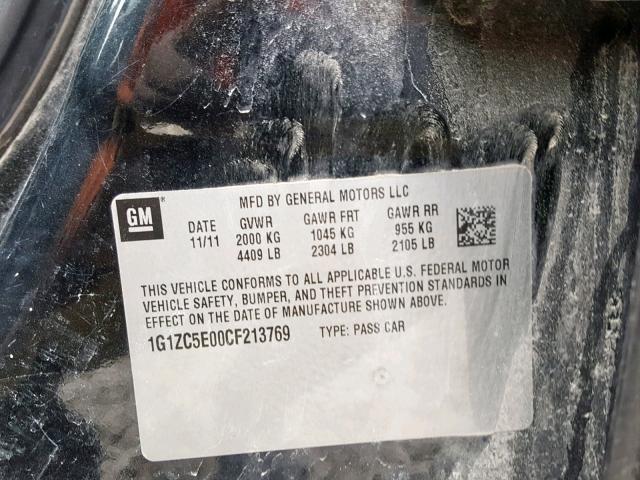 MFD BY GENERAL MOTORS LLC
GM ®
DATE GVWR GAWR FRT GAWR RR
11/11 2000 KG 1045 KG 955 KG
4409 LB 2304 LB 2105 LB
THIS VEHICLE CONFORMS TO ALL APPLICABLE U.S. FEDERAL MOTOR
VEHICLE SAFETY, BUMPER, AND THEFT PREVENTION STANDARDS IN
EFFECT ON THE DATE OF MANUFACTURE SHOWN ABOVE.
1G1ZC5E00CF213769 TYPE: PASS CAR